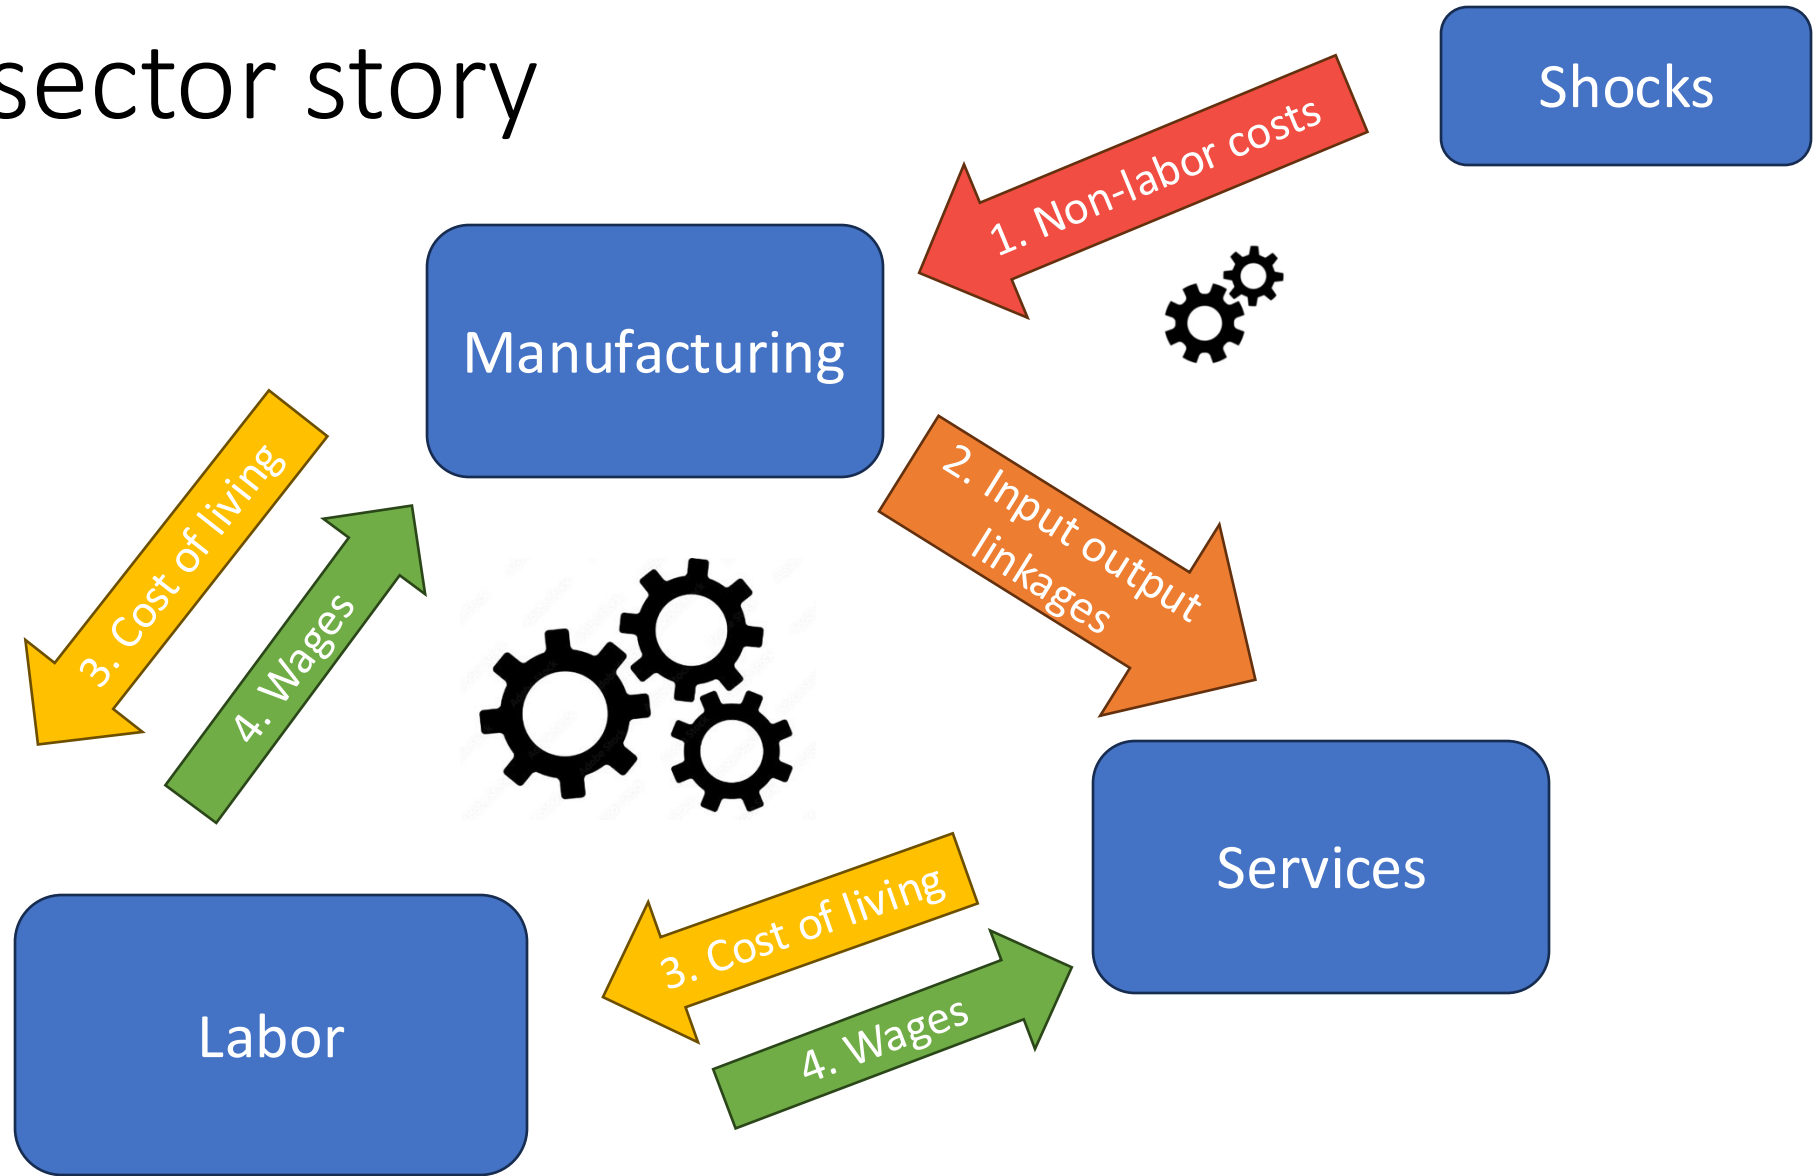 sector story
Shocks
1. Non-labor costs
Manufacturing
2. Input output
linkages
3. Cost of living
4. Wages
Services
3. Cost of living
4. Wages
Labor